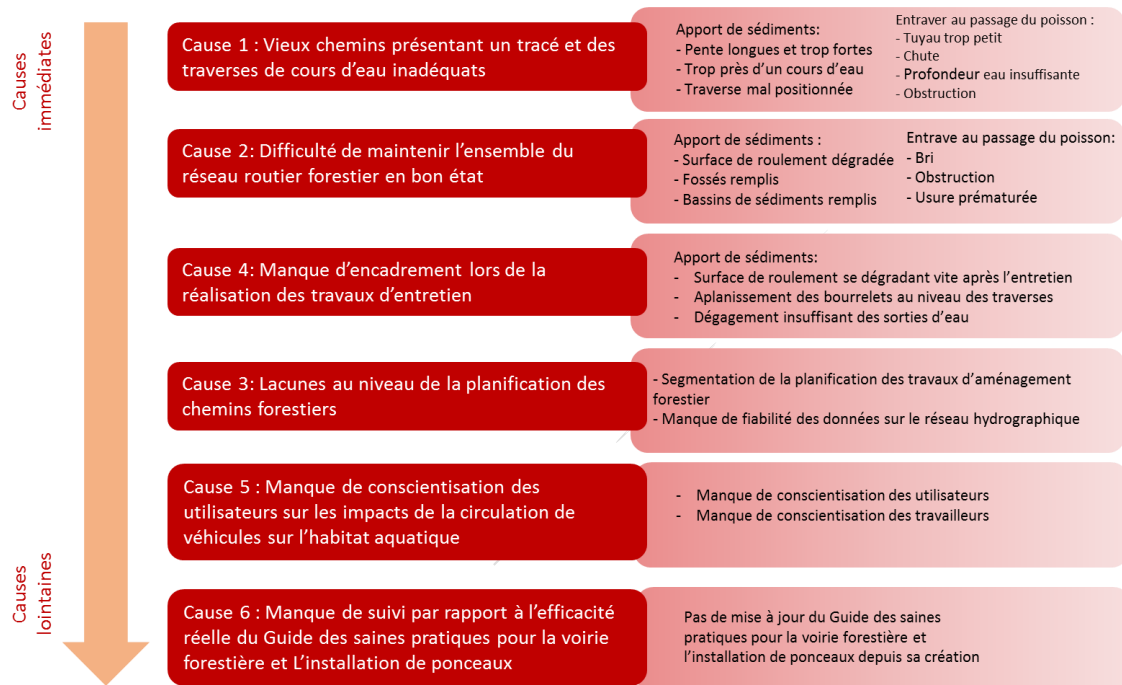 Causes
immédiates
Cause 1 : Vieux chemins présentant un tracé et des
traverses de cours d'eau inadéquats
Apport de sédiments:
- Pente longues et trop fortes
- Trop près d'un cours d'eau
- Traverse mal positionnée
Entraver au passage du poisson :
- Tuyau trop petit
- Chute
- Profondeur eau insuffisante
- Obstruction
Cause 2: Difficulté de maintenir l'ensemble du
réseau routier forestier en bon état
Apport de sédiments :
- Surface de roulement dégradée
- Fossés remplis
- Bassins de sédiments remplis
Entrave au passage du poisson:
- Bri
- Obstruction
- Usure prématurée
Cause 4: Manque d'encadrement lors de la
réalisation des travaux d'entretien
Apport de sédiments:
- Surface de roulement se dégradant vite après l'entretien
- Aplanissement des bourrelets au niveau des traverses
- Dégagement insuffisant des sorties d'eau
Cause 3: Lacunes au niveau de la planification des
chemins forestiers
- Segmentation de la planification des travaux d'aménagement
forestier
- Manque de fiabilité des données sur le réseau hydrographique
Cause 5 : Manque de conscientisation des
utilisateurs sur les impacts de la circulation de
véhicules sur l'habitat aquatique
- Manque de conscientisation des utilisateurs
- Manque de conscientisation des travailleurs
Causes
lointaines
Cause 6 : Manque de suivi par rapport à l'efficacité
réelle du Guide des saines pratiques pour la voirie
forestière et L'installation de ponceaux
Pas de mise à jour du Guide des saines
pratiques pour la voirie forestière et
l'installation de ponceaux depuis sa création